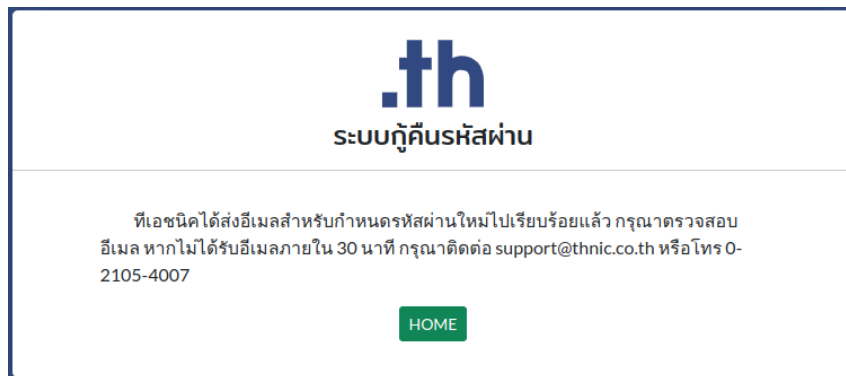 .th
ระบบกู้คืนรหัสผ่าน
ทีเอชนิคได้ส่งอีเมลสำหรับกำหนดรหัสผ่านใหม่ไปเรียบร้อยแล้ว กรุณาตรวจสอบ
อีเมล หากไม่ได้รับอีเมลภายใน 30 นาที กรุณาติดต่อ support@thnic.co.th หรือโทร 0-
2105-4007
HOME